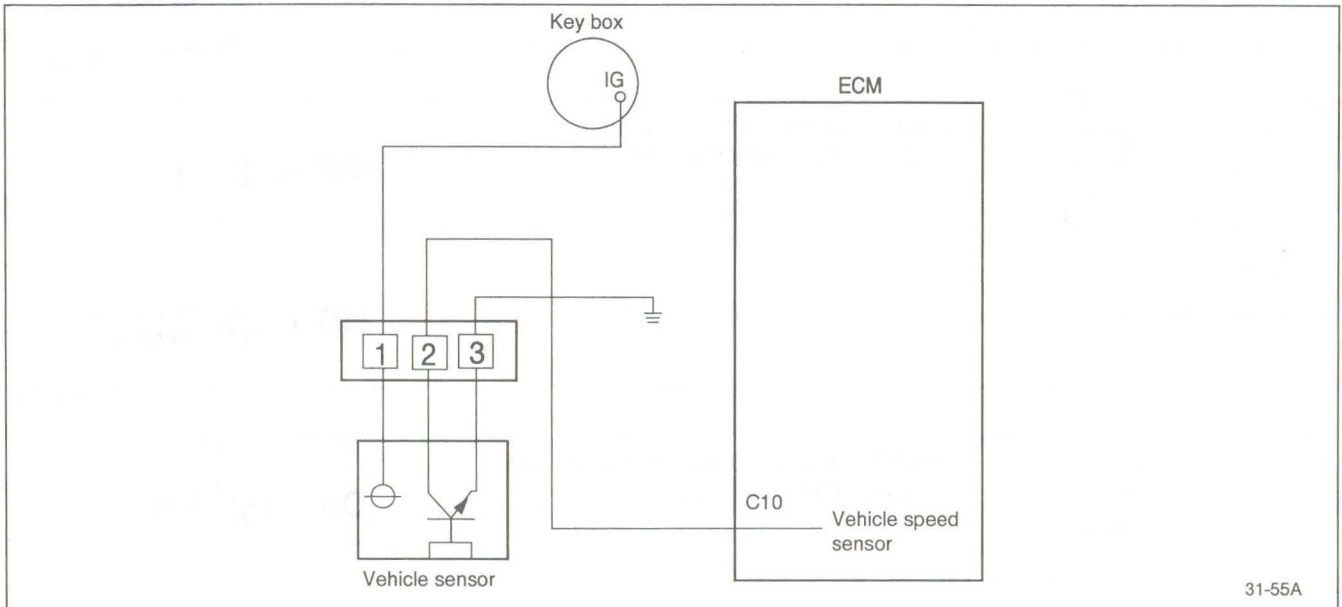 Key box
IG
ECM
1 2 3
C10
Vehicle speed
sensor
Vehicle sensor
31-55A